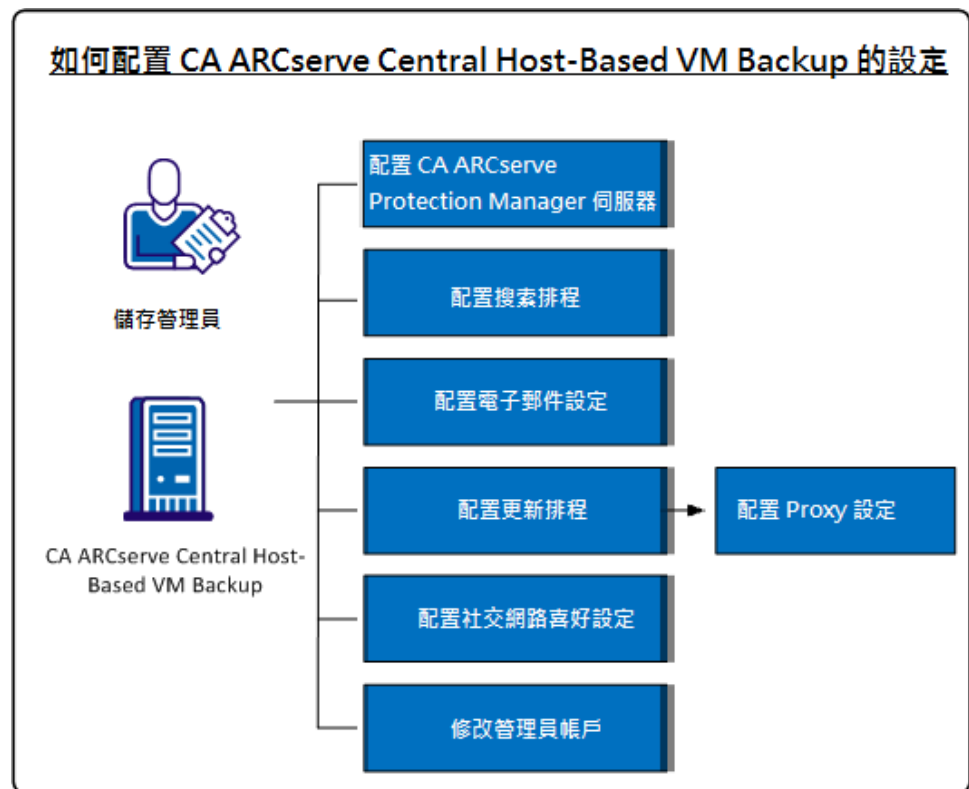 如何配置 CA ARCserve Central Host-Based VM Backup 的設定
儲存管理員
CA ARCserve Central Host-
Based VM Backup
配置 CA ARCserve
Protection Manager 伺服器
配置搜索排程
配置電子郵件設定
配置更新排程
配置 Proxy 設定
配置社交網路喜好設定
修改管理員帳戶